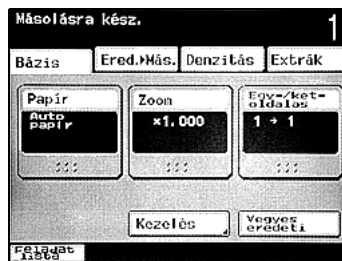 Másolásra kész.
1
Bázis
Ered.▸Más.
Denzitás
Extrák
Papír
Auto
papír
Zoom
×1.000
Egy-/két-
oldalas
1 → 1
Kezelés
Vegyes
eredeti
Feladat
lista